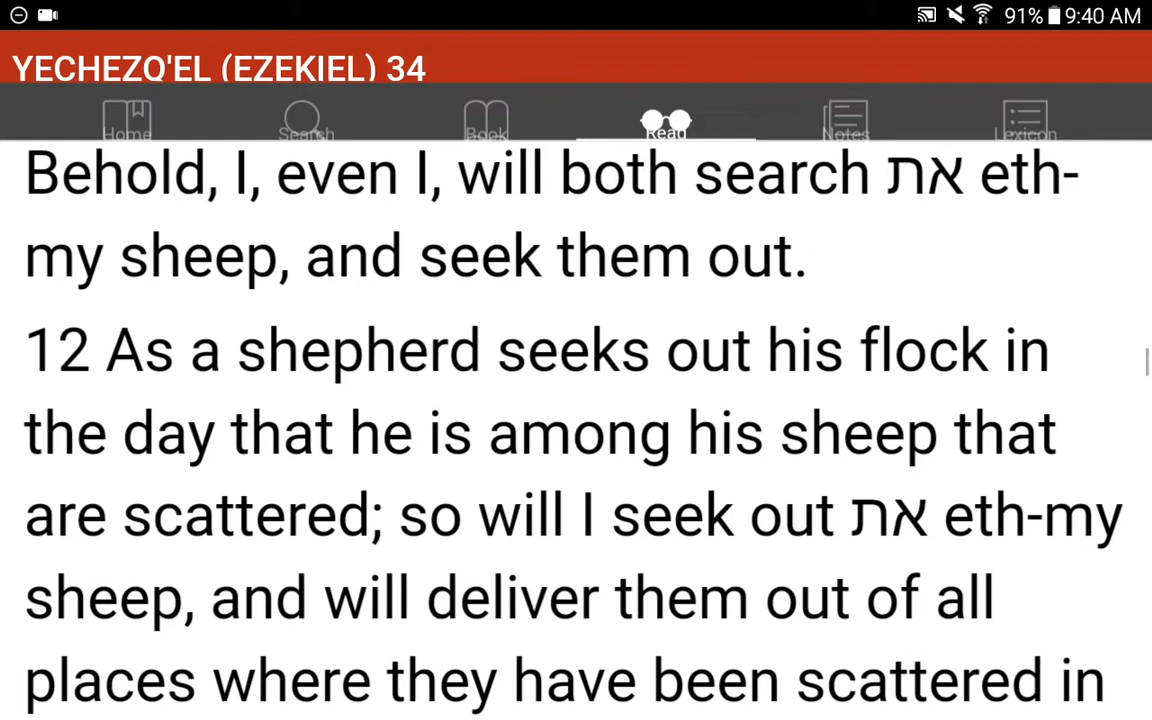 91% 9:40 AM
YECHEZQ'EL (EZEKIEL) 34
Home Search Book Read Notes Lexicon
Behold, I, even I, will both search את eth-
my sheep, and seek them out.
12 As a shepherd seeks out his flock in
the day that he is among his sheep that
are scattered; so will I seek out את eth-my
sheep, and will deliver them out of all
places where they have been scattered in